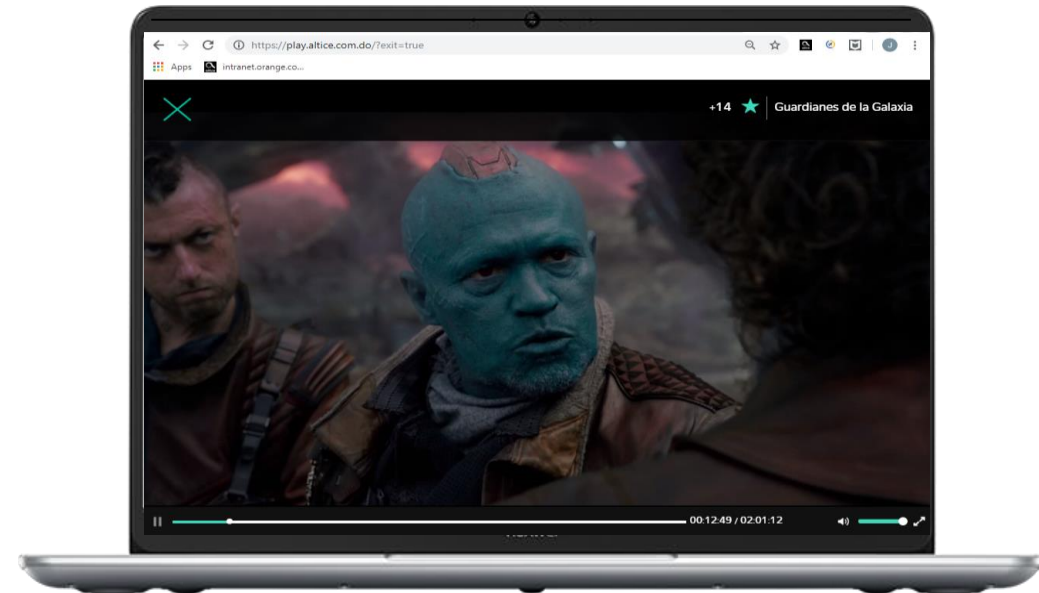 https://play.altice.com.do/?exit=true
J
Apps intranet.orange.co...
+14 Guardianes de la Galaxia
00:12:49 / 02:01:12